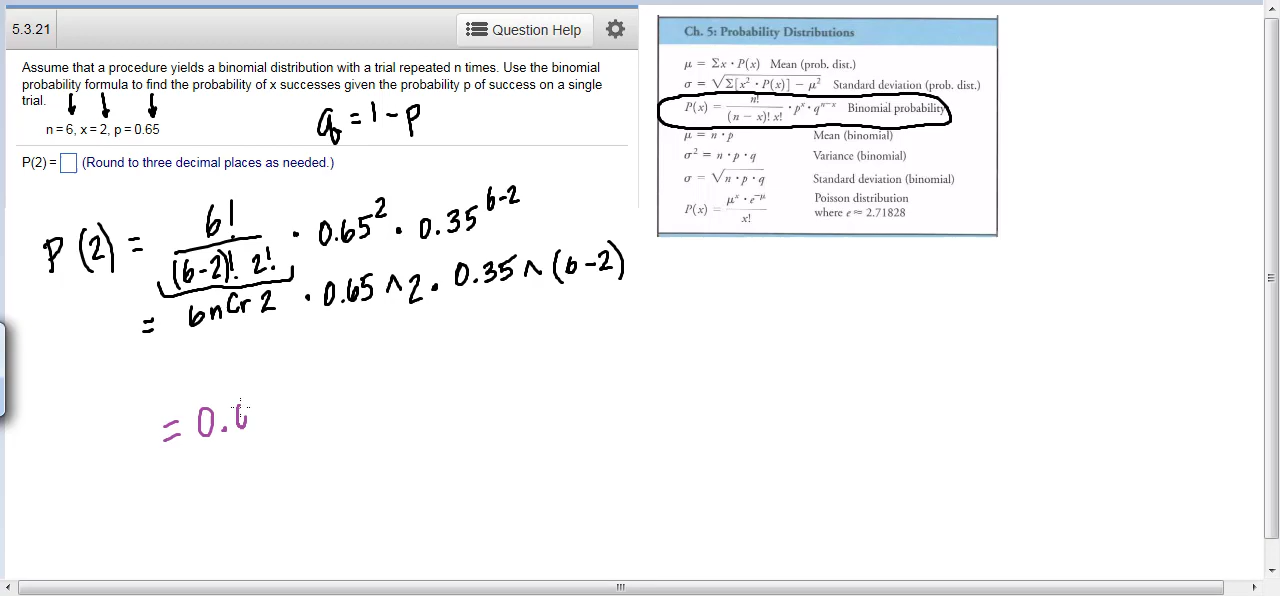 5.3.21
Question Help
Assume that a procedure yields a binomial distribution with a trial repeated n times. Use the binomial
probability formula to find the probability of x successes given the probability p of success on a single
trial.
n = 6, x = 2, p = 0.65
q = 1 - p
P(2) = (Round to three decimal places as needed.)
P(2) = 6! / (6-2)! 2! · 0.65^2 · 0.35^6-2
= 6nCr2 · 0.65 ^ 2 · 0.35 ^ (6-2)
= 0.
Ch. 5: Probability Distributions
μ = Σx · P(x) Mean (prob. dist.)
σ = √Σ[x² · P(x)] − μ² Standard deviation (prob. dist.)
P(x) = n! / (n − x)! x! · pˣ · qⁿ⁻ˣ Binomial probability
μ = n · p Mean (binomial)
σ² = n · p · q Variance (binomial)
σ = √n · p · q Standard deviation (binomial)
P(x) = μˣ · e⁻μ / x! Poisson distribution
where e ≈ 2.71828